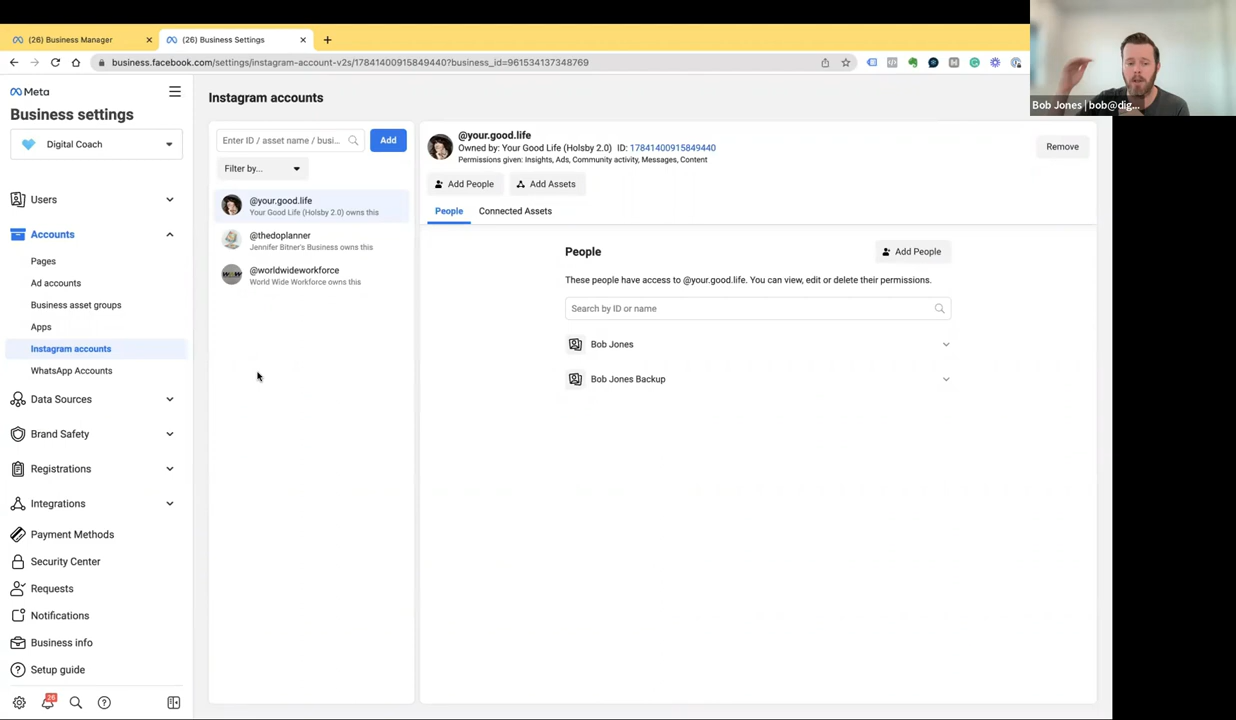 (26) Business Manager
(26) Business Settings
business.facebook.com/settings/instagram-account-v2s/17841400915849440?business_id=961534137348769
Bob Jones | bob@dig...
Meta
Business settings
Digital Coach
Users
Accounts
Pages
Ad accounts
Business asset groups
Apps
Instagram accounts
WhatsApp Accounts
Data Sources
Brand Safety
Registrations
Integrations
Payment Methods
Security Center
Requests
Notifications
Business info
Setup guide
26
Instagram accounts
Enter ID / asset name / busi...
Add
Filter by...
@your.good.life
Your Good Life (Holsby 2.0) owns this
@thedoplanner
Jennifer Bitner's Business owns this
@worldwideworkforce
World Wide Workforce owns this
@your.good.life
Owned by: Your Good Life (Holsby 2.0) ID: 17841400915849440
Permissions given: Insights, Ads, Community activity, Messages, Content
Remove
Add People
Add Assets
People
Connected Assets
People
Add People
These people have access to @your.good.life. You can view, edit or delete their permissions.
Search by ID or name
Bob Jones
Bob Jones Backup